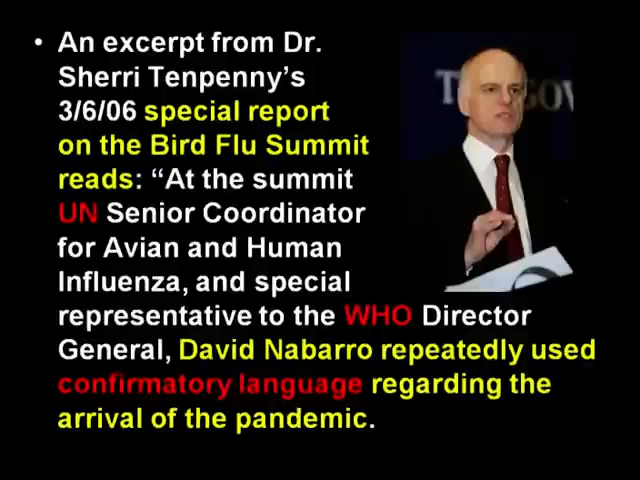 • An excerpt from Dr.
Sherri Tenpenny's
3/6/06 special report
on the Bird Flu Summit
reads: “At the summit
UN Senior Coordinator
for Avian and Human
Influenza, and special
representative to the WHO Director
General, David Nabarro repeatedly used
confirmatory language regarding the
arrival of the pandemic.